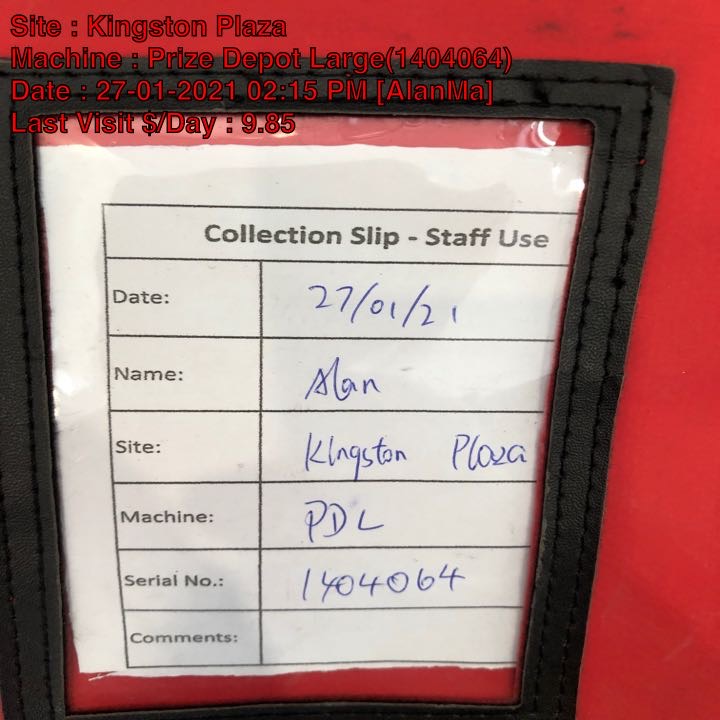 Site : Kingston Plaza
Machine : Prize Depot Large(1404064)
Date : 27-01-2021 02:15 PM [AlanMa]
Last Visit $/Day : 9.85
Collection Slip - Staff Use
Date: 27/01/21
Name: Alan
Site: Kingston Plaza
Machine: PDL
Serial No.: 1404064
Comments: